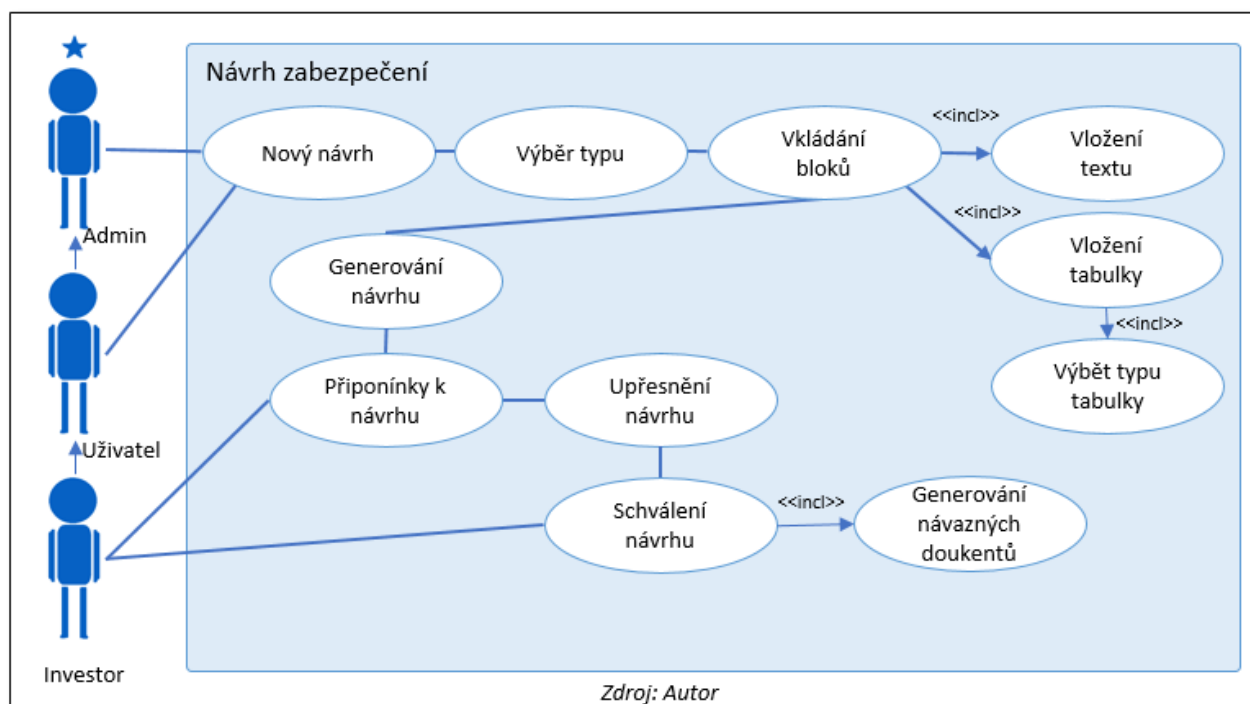 Návrh zabezpečení
Nový návrh
Výběr typu
Vkládání
bloků
<<incl>>
Vložení
textu
<<incl>>
Vložení
tabulky
<<incl>>
Výbět typu
tabulky
Admin
Generování
návrhu
Připonínky k
návrhu
Upřesnění
návrhu
Uživatel
Schválení
návrhu
<<incl>>
Generování
návazných
doukentů
Investor
Zdroj: Autor